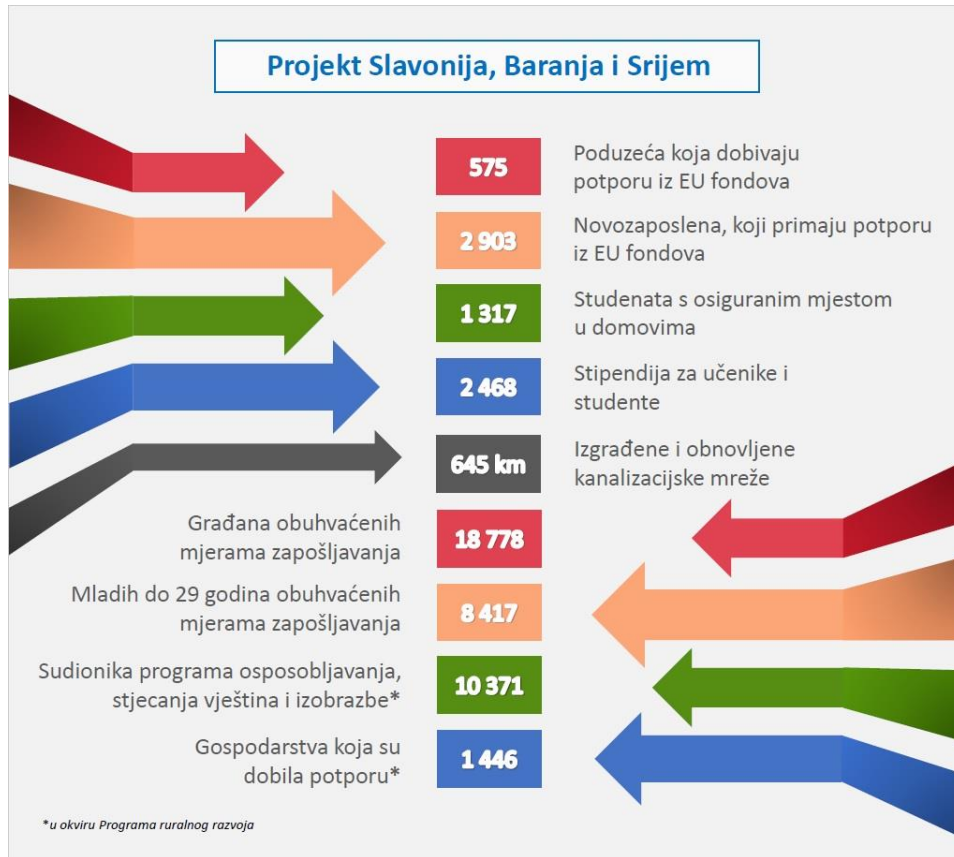 Projekt Slavonija, Baranja i Srijem
575
Poduzeća koja dobivaju
potporu iz EU fondova
2 903
Novozaposlena, koji primaju potporu
iz EU fondova
1 317
Studenata s osiguranim mjestom
u domovima
2 468
Stipendija za učenike i
studente
645 km
Izgrađene i obnovljene
kanalizacijske mreže
Građana obuhvaćenih
mjerama zapošljavanja
18 778
Mladih do 29 godina obuhvaćenih
mjerama zapošljavanja
8 417
Sudionika programa osposobljavanja,
stjecanja vještina i izobrazbe*
10 371
Gospodarstva koja su
dobila potporu*
1 446
*u okviru Programa ruralnog razvoja